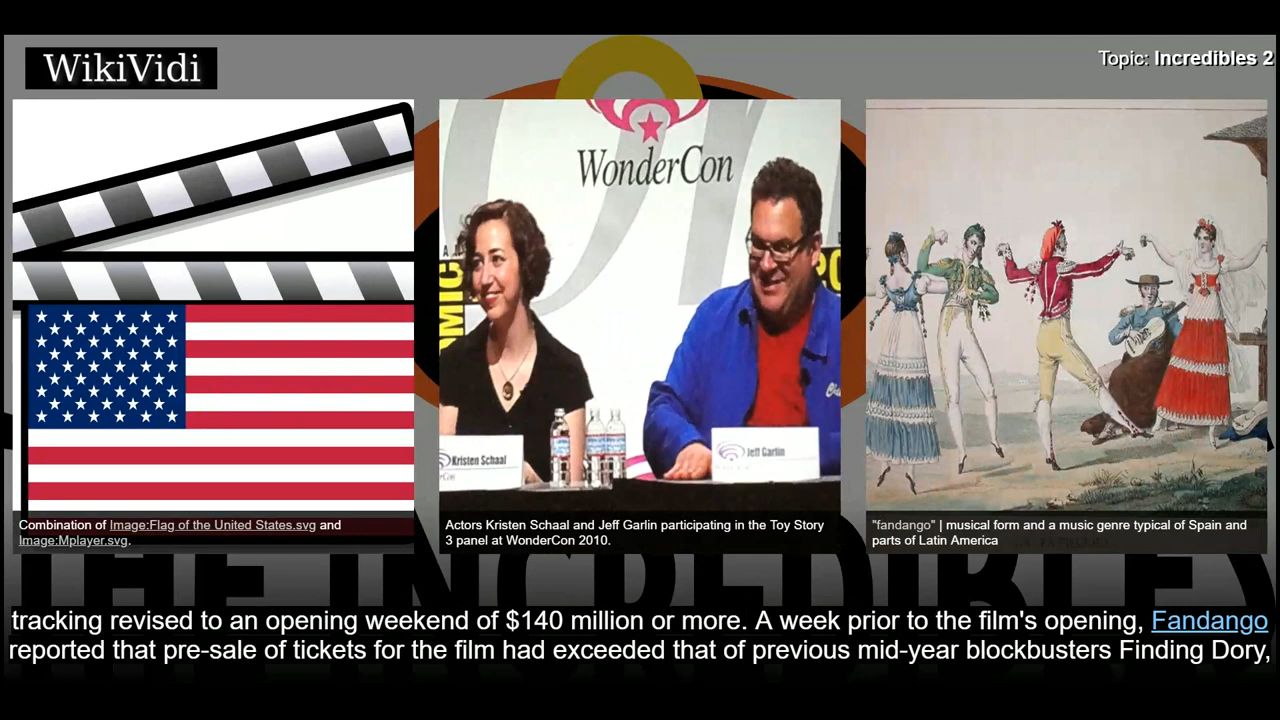 WikiVidi
Topic: Incredibles 2
WonderCon
Kristen Schaal
Jeff Garlin
Combination of Image:Flag of the United States.svg and
Image:Mplayer.svg.
Actors Kristen Schaal and Jeff Garlin participating in the Toy Story
3 panel at WonderCon 2010.
"fandango" | musical form and a music genre typical of Spain and
parts of Latin America
THE INCREDIBLES
tracking revised to an opening weekend of $140 million or more. A week prior to the film's opening, Fandango
reported that pre-sale of tickets for the film had exceeded that of previous mid-year blockbusters Finding Dory,